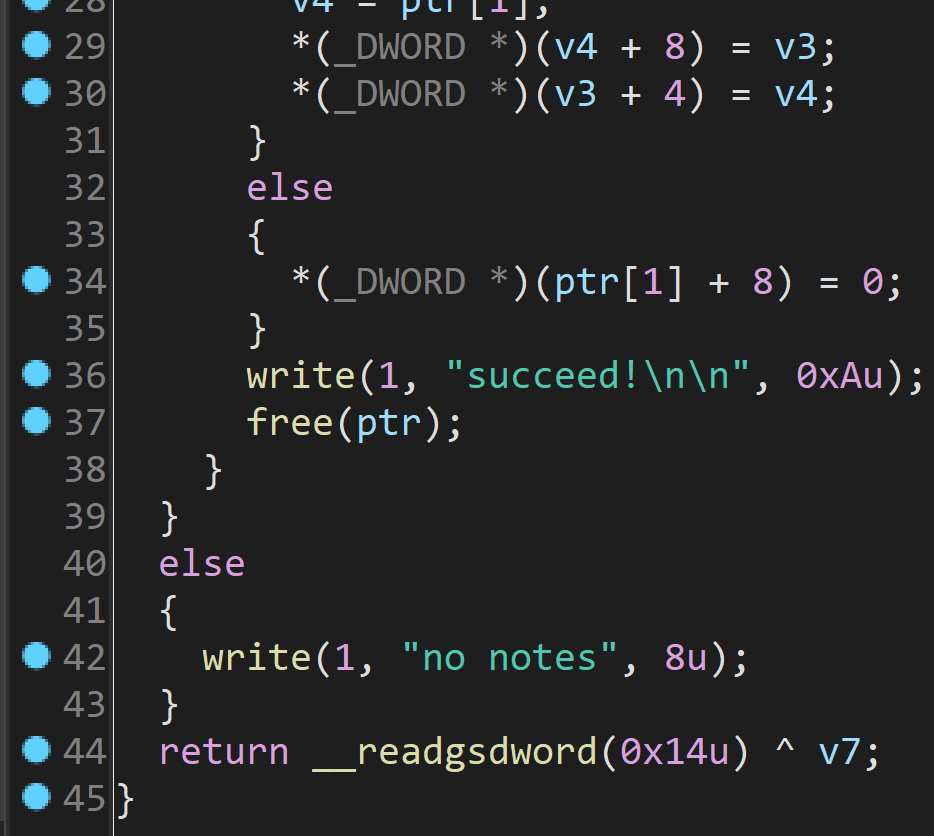 28 v4 = ptr[1];
29 *(_DWORD *)(v4 + 8) = v3;
30 *(_DWORD *)(v3 + 4) = v4;
31 }
32 else
33 {
34 *(_DWORD *)(ptr[1] + 8) = 0;
35 }
36 write(1, "succeed!\n\n", 0xAu);
37 free(ptr);
38 }
39 }
40 else
41 {
42 write(1, "no notes", 8u);
43 }
44 return __readgsdword(0x14u) ^ v7;
45 }